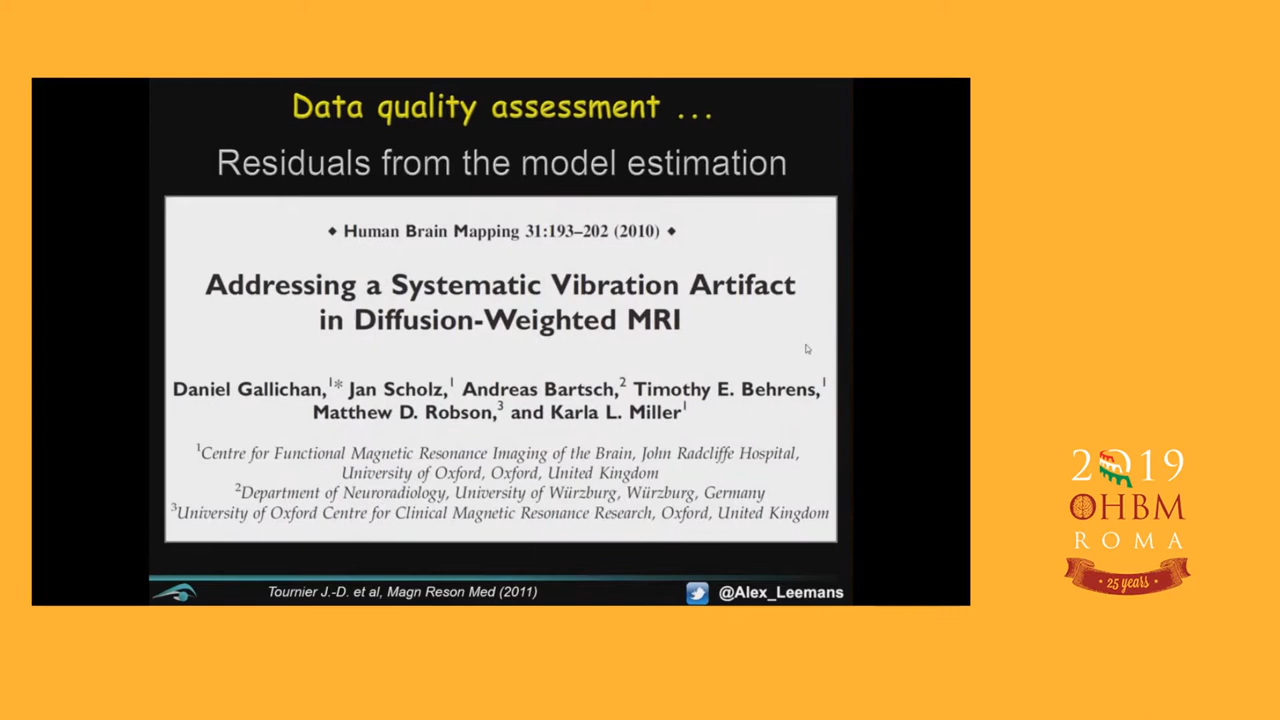 Data quality assessment ...
Residuals from the model estimation
◆ Human Brain Mapping 31:193–202 (2010) ◆
Addressing a Systematic Vibration Artifact
in Diffusion-Weighted MRI
Daniel Gallichan,¹* Jan Scholz,¹ Andreas Bartsch,² Timothy E. Behrens,¹
Matthew D. Robson,³ and Karla L. Miller¹
¹Centre for Functional Magnetic Resonance Imaging of the Brain, John Radcliffe Hospital,
University of Oxford, Oxford, United Kingdom
²Department of Neuroradiology, University of Würzburg, Würzburg, Germany
³University of Oxford Centre for Clinical Magnetic Resonance Research, Oxford, United Kingdom
Tournier J.-D. et al, Magn Reson Med (2011)
@Alex_Leemans
2019
OHBM
ROMA
• 25 years •